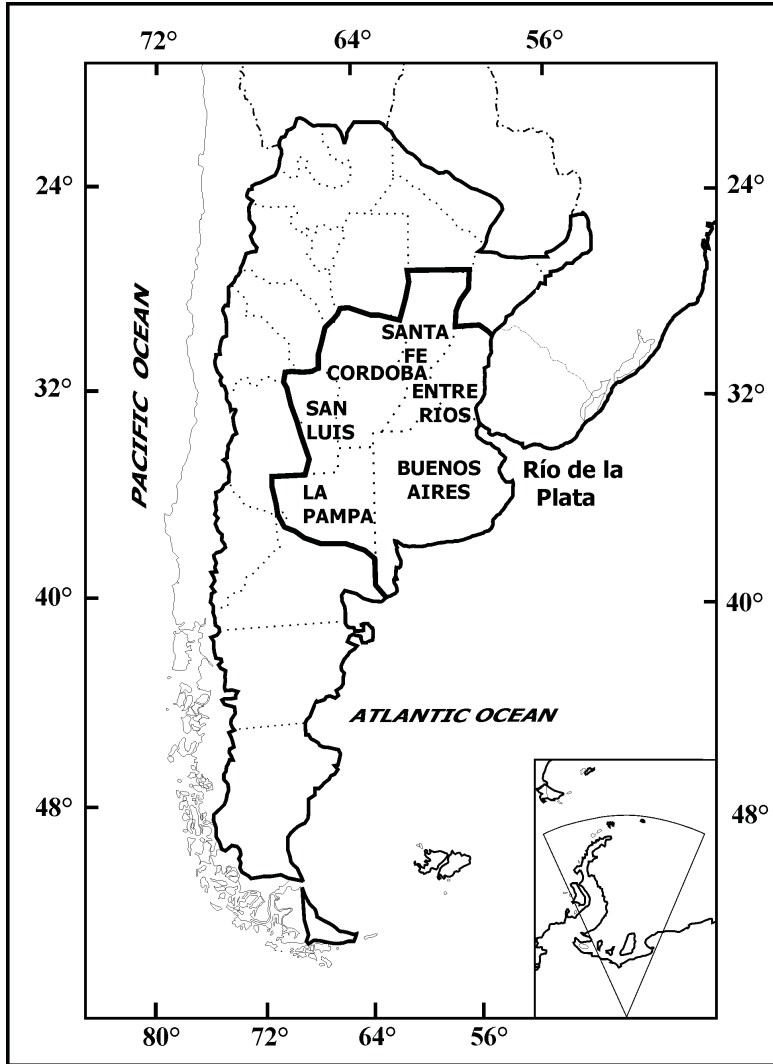 72° 64° 56°
24° 24°
PACIFIC OCEAN
SANTA
FE
CORDOBA
32° 32°
ENTRE
RÍOS
SAN
LUIS
BUENOS
AIRES
Río de la
Plata
LA
PAMPA
40° 40°
ATLANTIC OCEAN
48° 48°
80° 72° 64° 56°